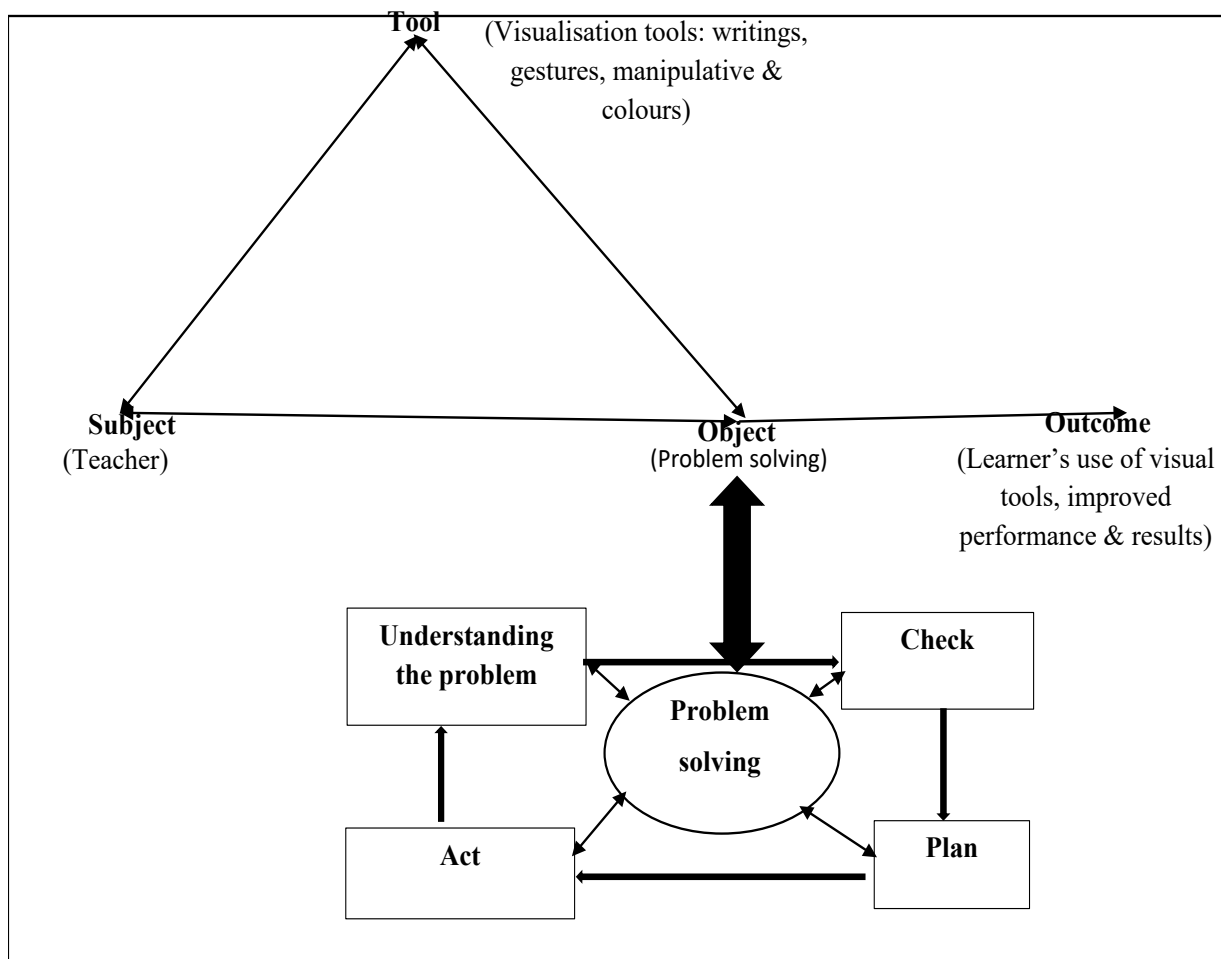 Tool
(Visualisation tools: writings,
gestures, manipulative &
colours)
Subject
(Teacher)
Object
(Problem solving)
Outcome
(Learner’s use of visual
tools, improved
performance & results)
Understanding
the problem
Check
Problem
solving
Act
Plan